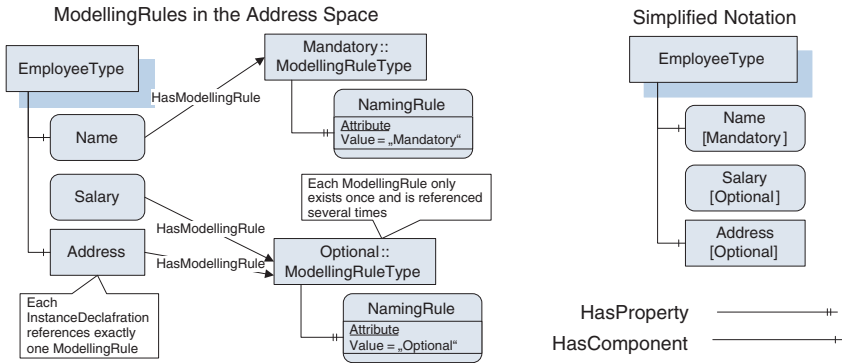 ModellingRules in the Address Space
EmployeeType
Name
Salary
Address
HasModellingRule
HasModellingRule
HasModellingRule
Mandatory::
ModellingRuleType
NamingRule
Attribute
Value = „Mandatory“
Each ModellingRule only
exists once and is referenced
several times
Optional::
ModellingRuleType
NamingRule
Attribute
Value = „Optional“
Each
InstanceDeclafration
references exactly
one ModellingRule
Simplified Notation
EmployeeType
Name
[Mandatory]
Salary
[Optional]
Address
[Optional]
HasProperty
HasComponent